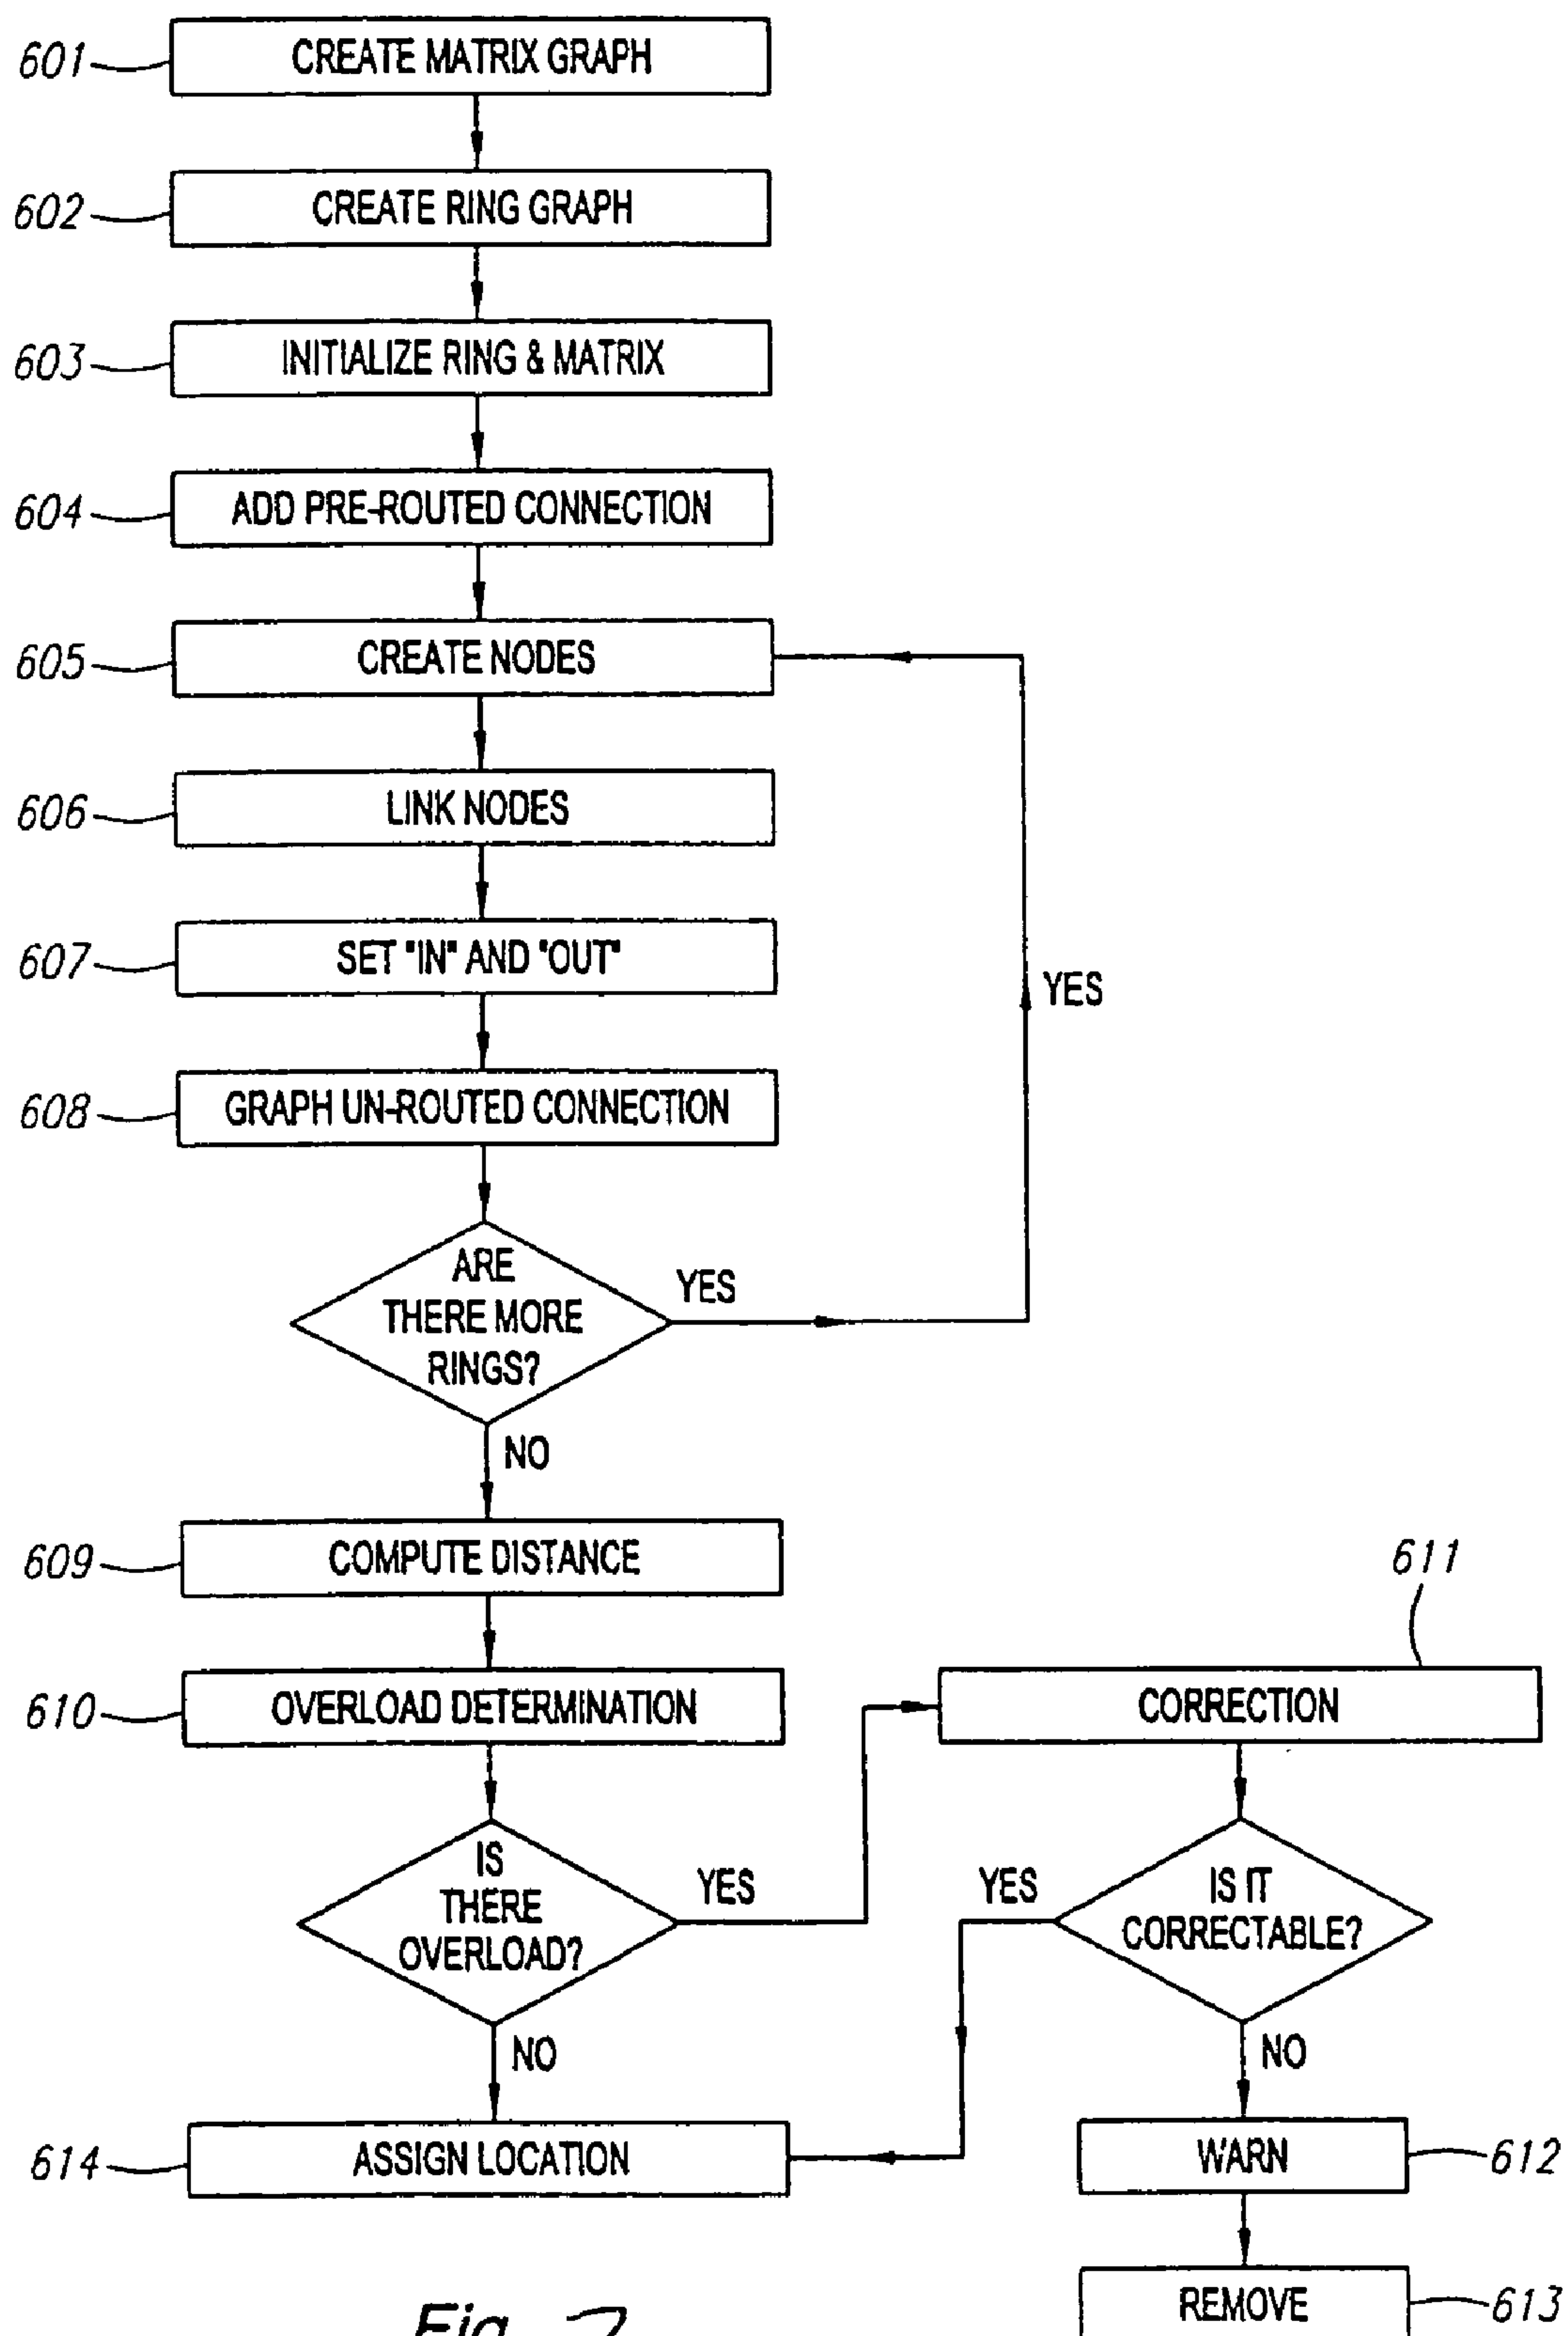 601 CREATE MATRIX GRAPH
602 CREATE RING GRAPH
603 INITIALIZE RING & MATRIX
604 ADD PRE-ROUTED CONNECTION
605 CREATE NODES
606 LINK NODES
607 SET "IN" AND "OUT"
YES
608 GRAPH UN-ROUTED CONNECTION
ARE
THERE MORE
RINGS?
YES
NO
609 COMPUTE DISTANCE
610 OVERLOAD DETERMINATION
611
CORRECTION
IS
THERE
OVERLOAD?
YES
NO
YES
IS IT
CORRECTABLE?
NO
614 ASSIGN LOCATION
WARN 612
REMOVE 613
Fig. 7